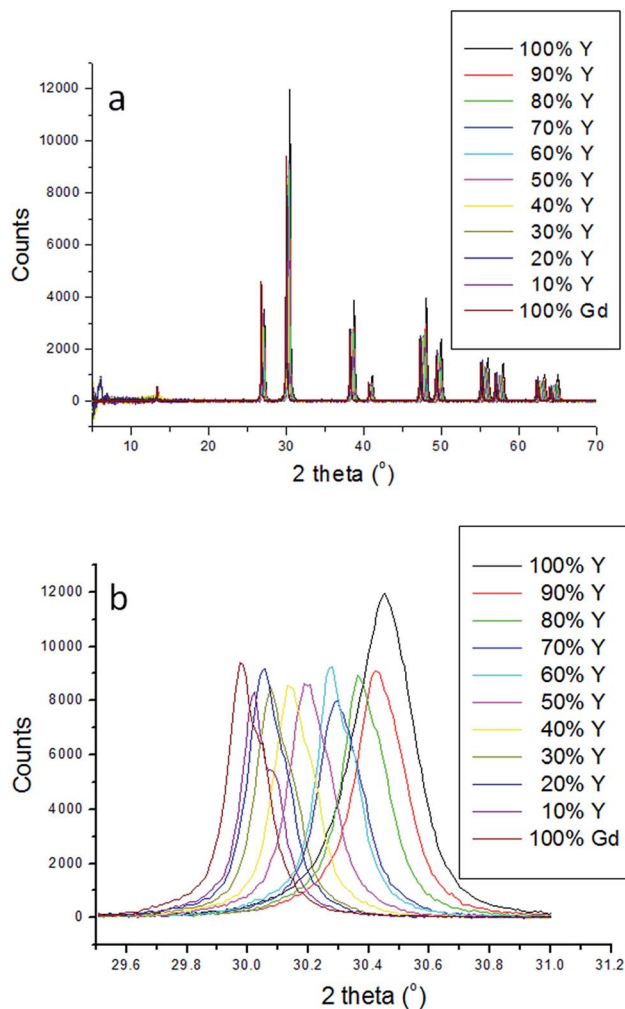 a
Counts
12000
10000
8000
6000
4000
2000
0
10 20 30 40 50 60 70
2 theta (°)
100% Y
90% Y
80% Y
70% Y
60% Y
50% Y
40% Y
30% Y
20% Y
10% Y
100% Gd
b
Counts
12000
10000
8000
6000
4000
2000
0
29.6 29.8 30.0 30.2 30.4 30.6 30.8 31.0 31.2
2 theta (°)
100% Y
90% Y
80% Y
70% Y
60% Y
50% Y
40% Y
30% Y
20% Y
10% Y
100% Gd